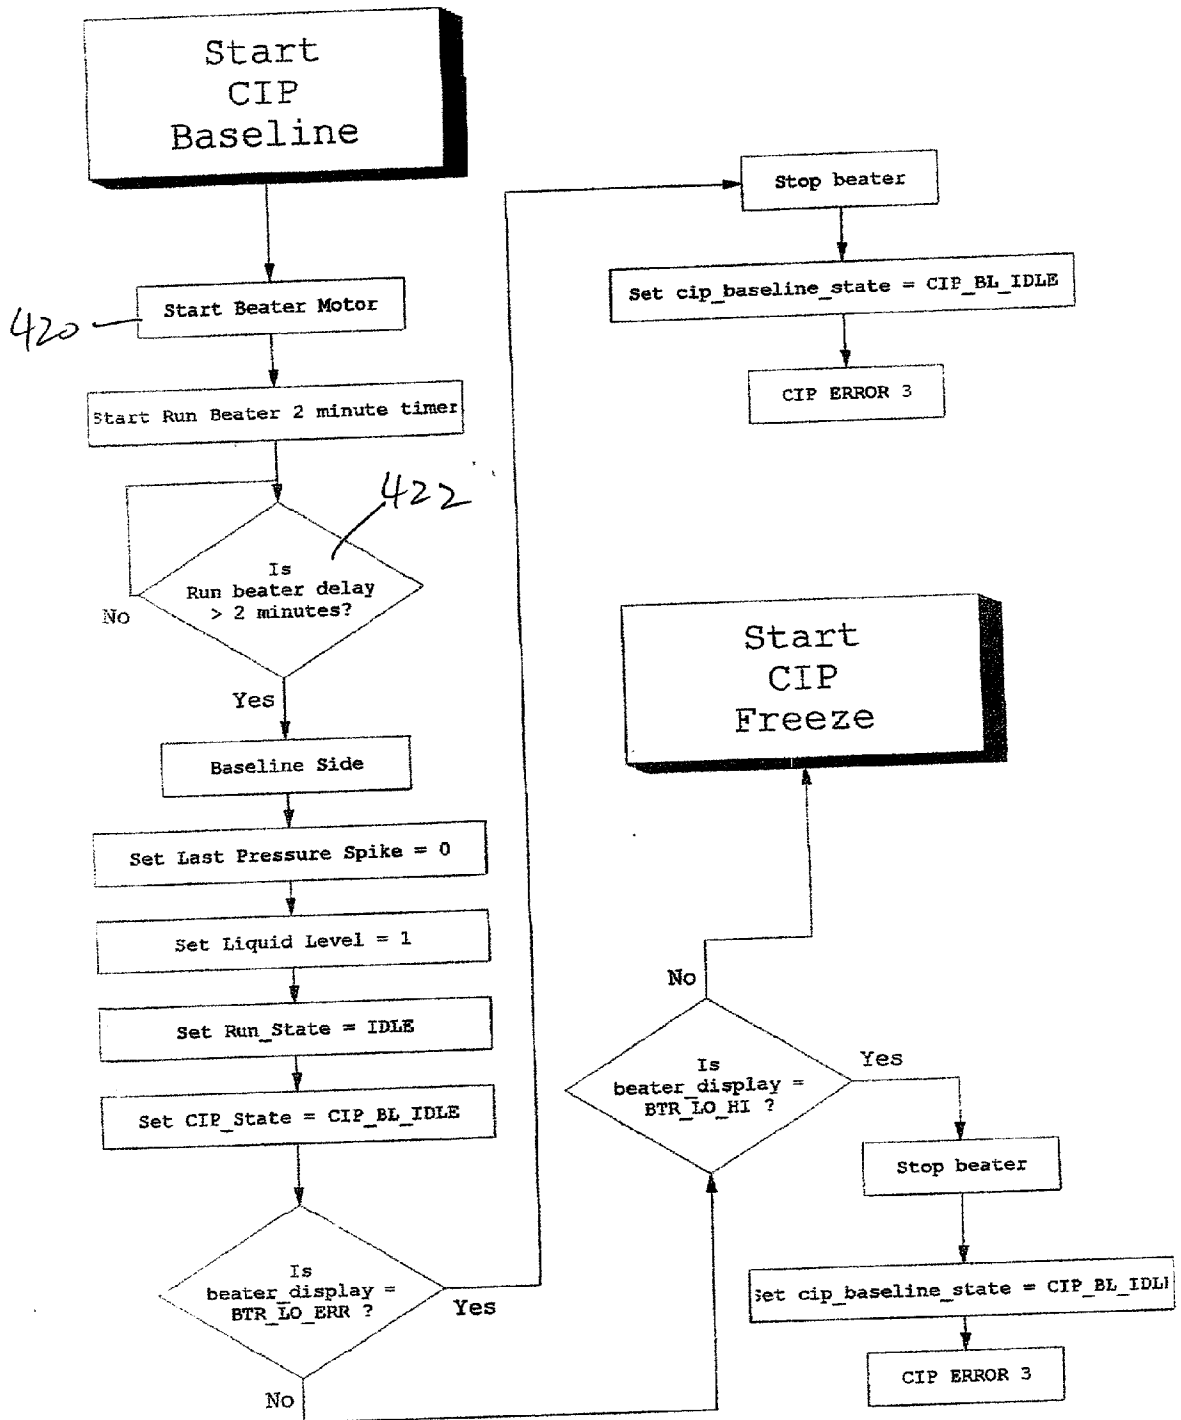 Start
CIP
Baseline
420
Start Beater Motor
Start Run Beater 2 minute timer
422
Is
Run beater delay
> 2 minutes?
No
Yes
Baseline Side
Set Last Pressure Spike = 0
Set Liquid Level = 1
Set Run_State = IDLE
Set CIP_State = CIP_BL_IDLE
Is
beater_display =
BTR_LO_ERR ?
Yes
No
Stop beater
Set cip_baseline_state = CIP_BL_IDLE
CIP ERROR 3
Start
CIP
Freeze
No
Is
beater_display =
BTR_LO_HI ?
Yes
Stop beater
Set cip_baseline_state = CIP_BL_IDLE
CIP ERROR 3